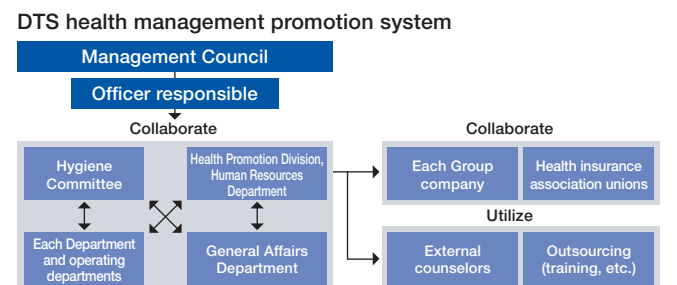 DTS health management promotion system
Management Council
Officer responsible
Collaborate
Hygiene
Committee
Health Promotion Division,
Human Resources
Department
Each Department
and operating
departments
General Affairs
Department
Collaborate
Each Group
company
Health insurance
association unions
Utilize
External
counselors
Outsourcing
(training, etc.)